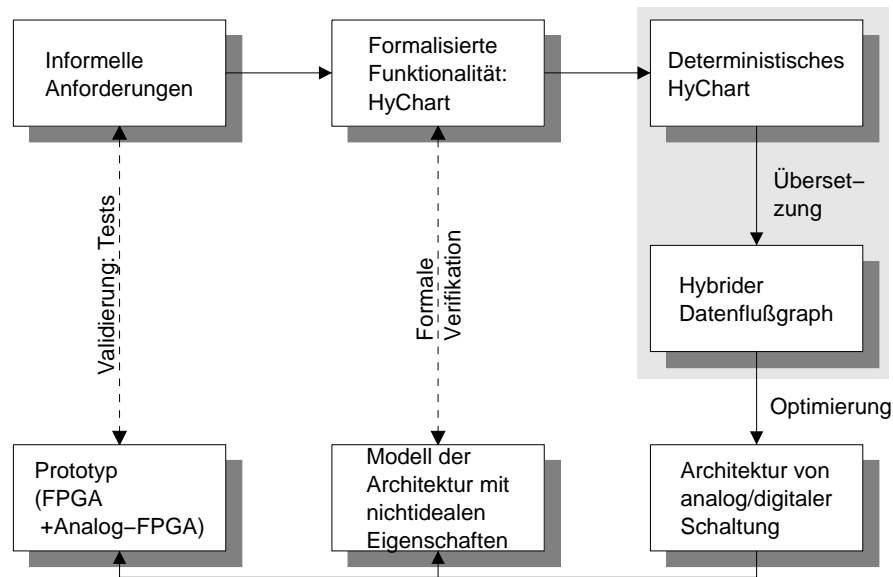 Informelle
Anforderungen
Formalisierte
Funktionalität:
HyChart
Deterministisches
HyChart
Überset–
zung
Validierung: Tests
Formale
Verifikation
Hybrider
Datenflußgraph
Optimierung
Prototyp
(FPGA
+Analog–FPGA)
Modell der
Architektur mit
nichtidealen
Eigenschaften
Architektur von
analog/digitaler
Schaltung